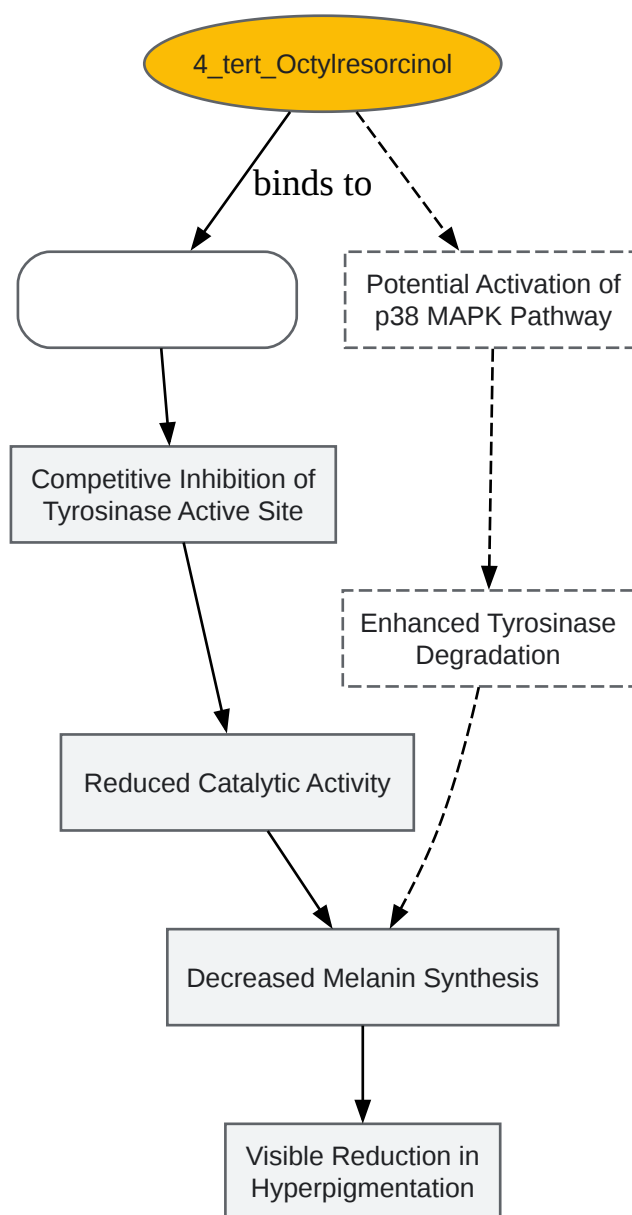 4_tert_Octylresorcinol
binds to
Potential Activation of
p38 MAPK Pathway
Competitive Inhibition of
Tyrosinase Active Site
Enhanced Tyrosinase
Degradation
Reduced Catalytic Activity
Decreased Melanin Synthesis
Visible Reduction in
Hyperpigmentation